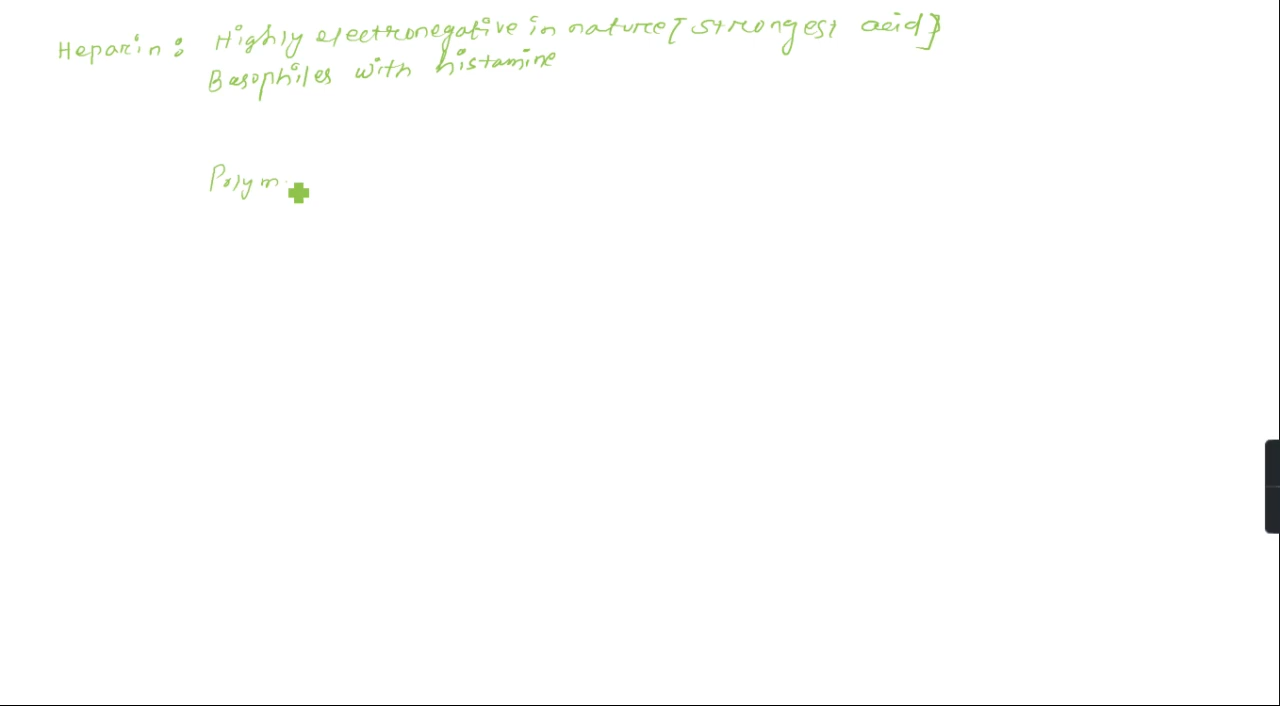 Heparin : Highly electronegative in nature [strongest acid}
Basophiles with histamine
Polym